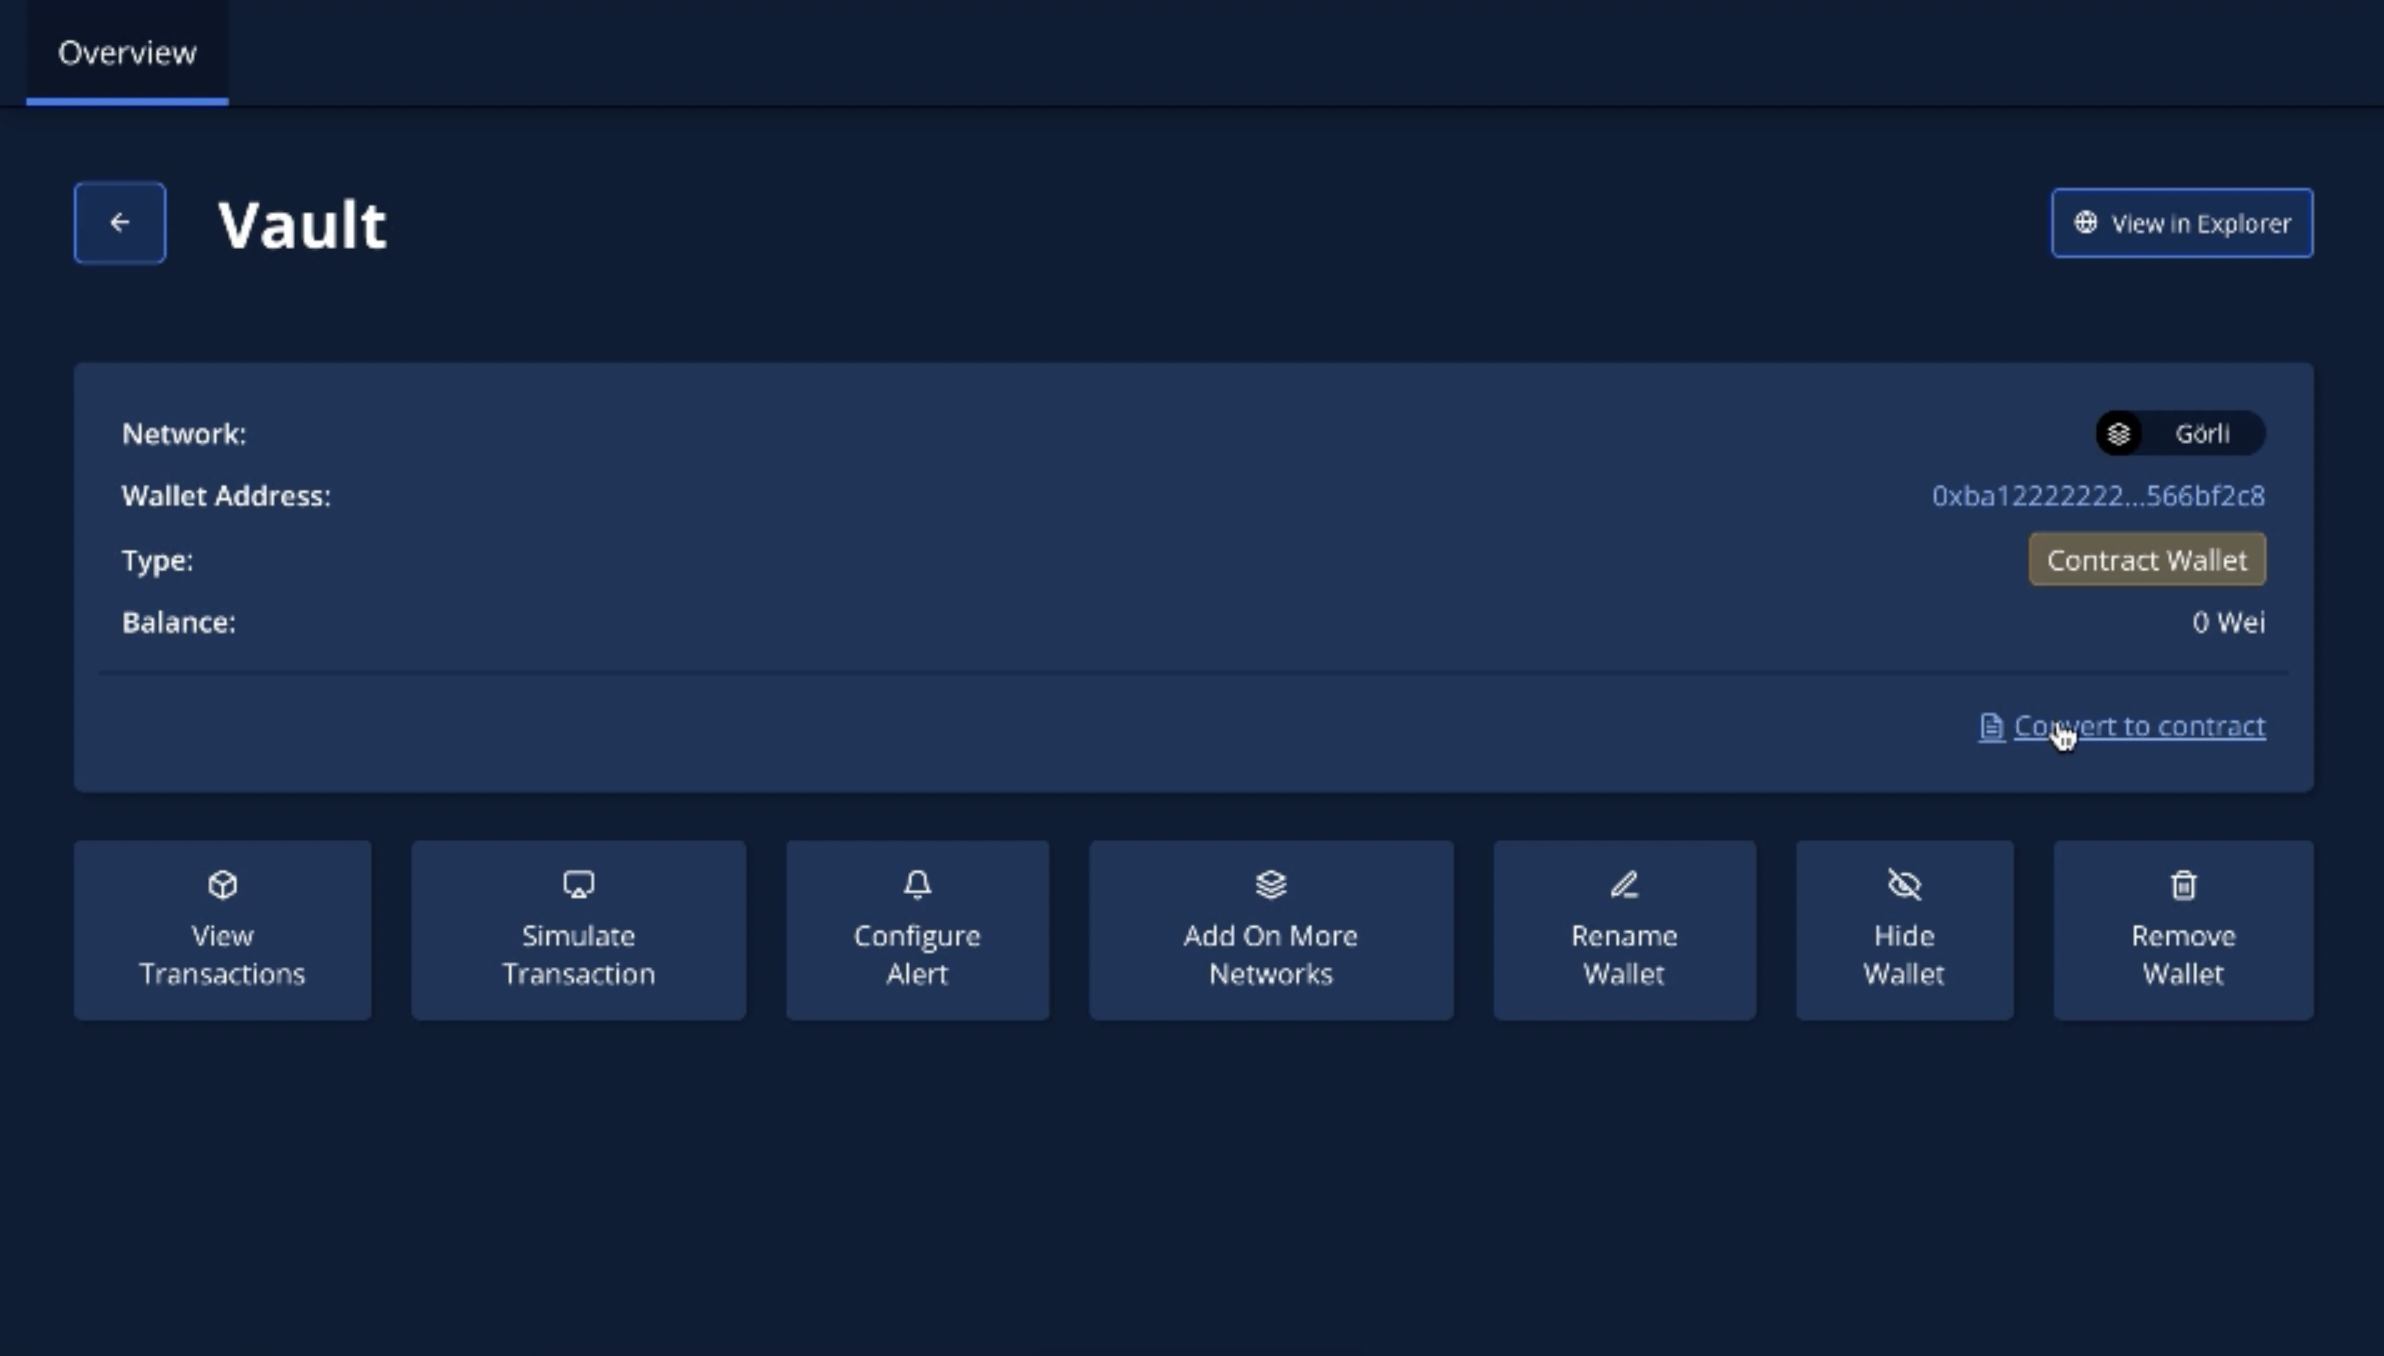 Overview
Vault
View in Explorer
Network:
Görli
Wallet Address:
0xba12222222...566bf2c8
Type:
Contract Wallet
Balance:
0 Wei
Convert to contract
View
Transactions
Simulate
Transaction
Configure
Alert
Add On More
Networks
Rename
Wallet
Hide
Wallet
Remove
Wallet